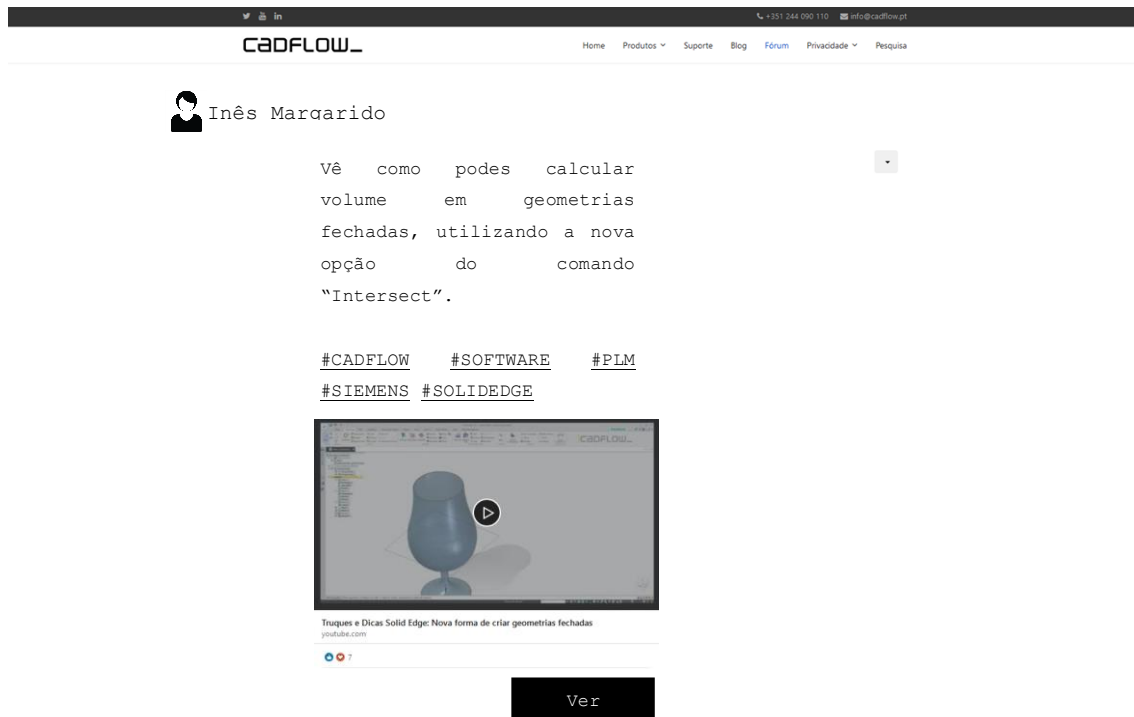 +351 244 090 110 info@cadflow.pt
CADFLOW_
Home Produtos Suporte Blog Fórum Privacidade Pesquisa
Inês Margarido
Vê como podes calcular
volume em geometrias
fechadas, utilizando a nova
opção do comando
“Intersect”.
#CADFLOW #SOFTWARE #PLM
#SIEMENS #SOLIDEDGE
CADFLOW_
Truques e Dicas Solid Edge: Nova forma de criar geometrias fechadas
youtube.com
7
Ver